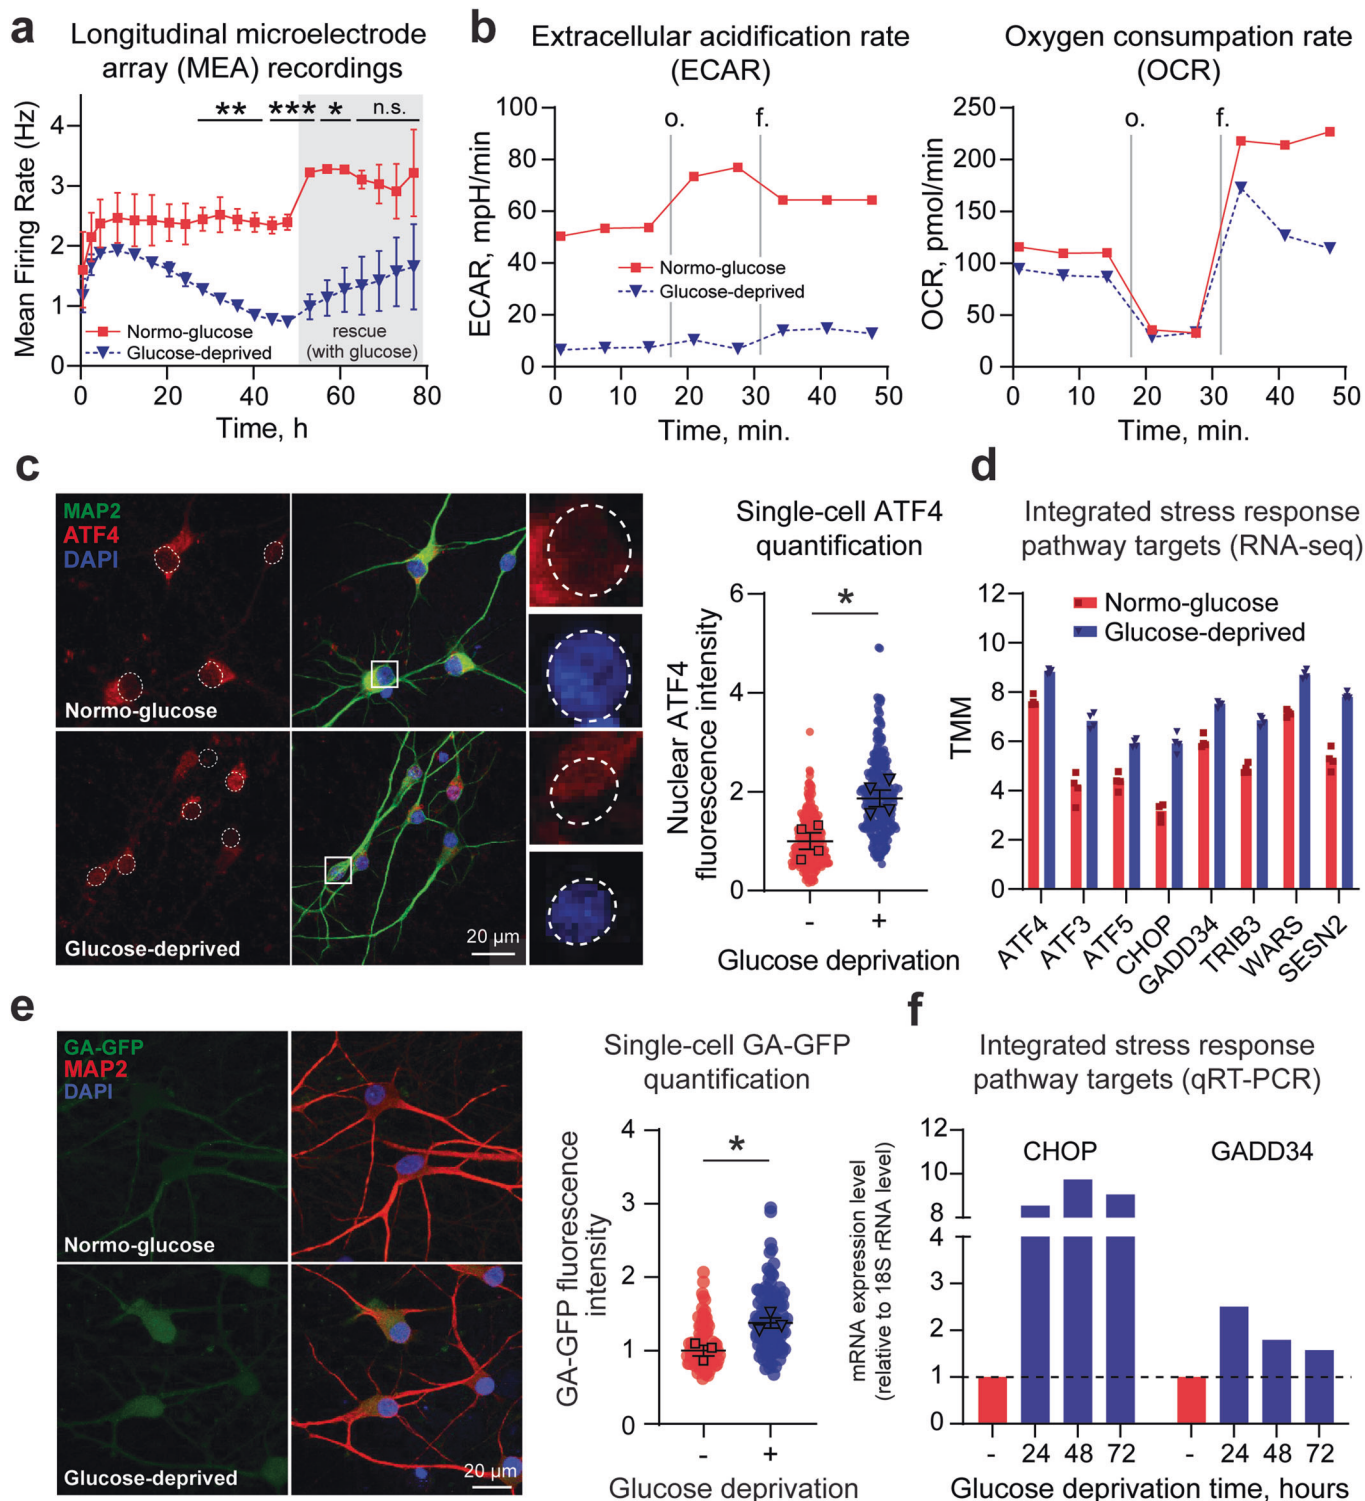 a
Longitudinal microelectrode
array (MEA) recordings
Mean Firing Rate (Hz)
4
3
2
1
0
** *** * n.s.
Normo-glucose
Glucose-deprived
rescue
(with glucose)
0 20 40 60 80
Time, h
b
Extracellular acidification rate
(ECAR)
ECAR, mpH/min
100
80
60
40
20
0
o. f.
Normo-glucose
Glucose-deprived
0 10 20 30 40 50
Time, min.
Oxygen consumpation rate
(OCR)
OCR, pmol/min
250
200
150
100
50
0
o. f.
0 10 20 30 40 50
Time, min.
c
MAP2
ATF4
DAPI
Normo-glucose
Glucose-deprived
20 µm
Single-cell ATF4
quantification
Nuclear ATF4
fluorescence intensity
6
4
2
0
*
- +
Glucose deprivation
d
Integrated stress response
pathway targets (RNA-seq)
TMM
12
10
8
6
4
2
0
Normo-glucose
Glucose-deprived
ATF4
ATF3
ATF5
CHOP
GADD34
TRIB3
WARS
SESN2
e
GA-GFP
MAP2
DAPI
Normo-glucose
Glucose-deprived
20 µm
Single-cell GA-GFP
quantification
GA-GFP fluorescence
intensity
4
3
2
1
0
*
- +
Glucose deprivation
f
Integrated stress response
pathway targets (qRT-PCR)
mRNA expression level
(relative to 18S rRNA level)
12
10
8
4
3
2
1
0
CHOP GADD34
- 24 48 72 - 24 48 72
Glucose deprivation time, hours